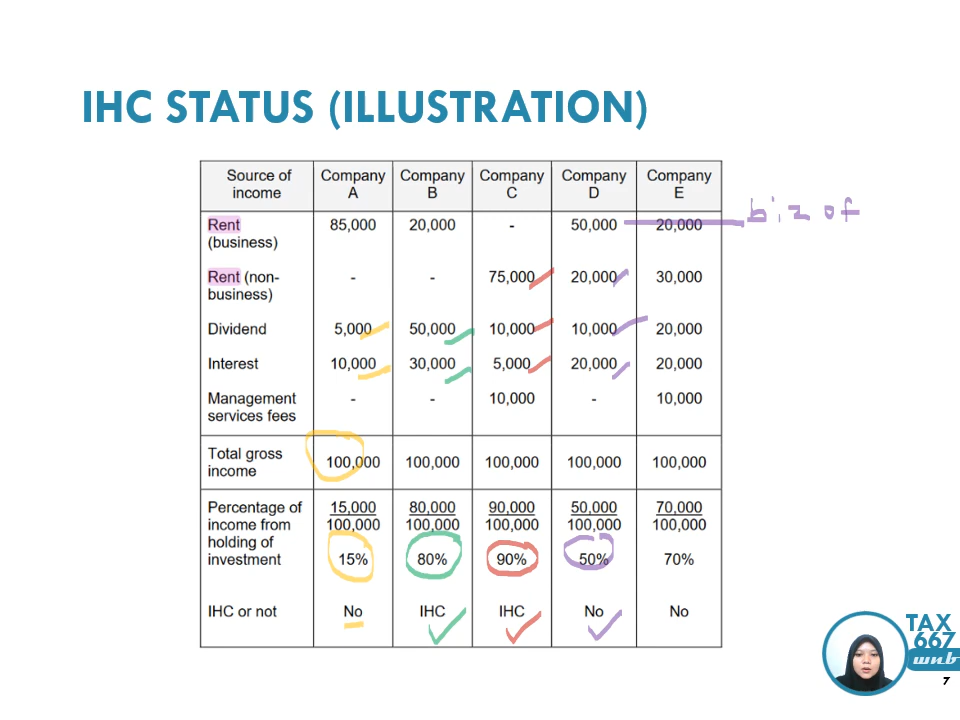 IHC STATUS (ILLUSTRATION)
Source of income Company A Company B Company C Company D Company E
Rent (business) 85,000 20,000 - 50,000 20,000 biz of
Rent (non-business) - - 75,000 20,000 30,000
Dividend 5,000 50,000 10,000 10,000 20,000
Interest 10,000 30,000 5,000 20,000 20,000
Management services fees - - 10,000 - 10,000
Total gross income 100,000 100,000 100,000 100,000 100,000
Percentage of 15,000 80,000 90,000 50,000 70,000
income from 100,000 100,000 100,000 100,000 100,000
holding of
investment 15% 80% 90% 50% 70%
IHC or not No IHC IHC No No
TAX
667
wnb
7